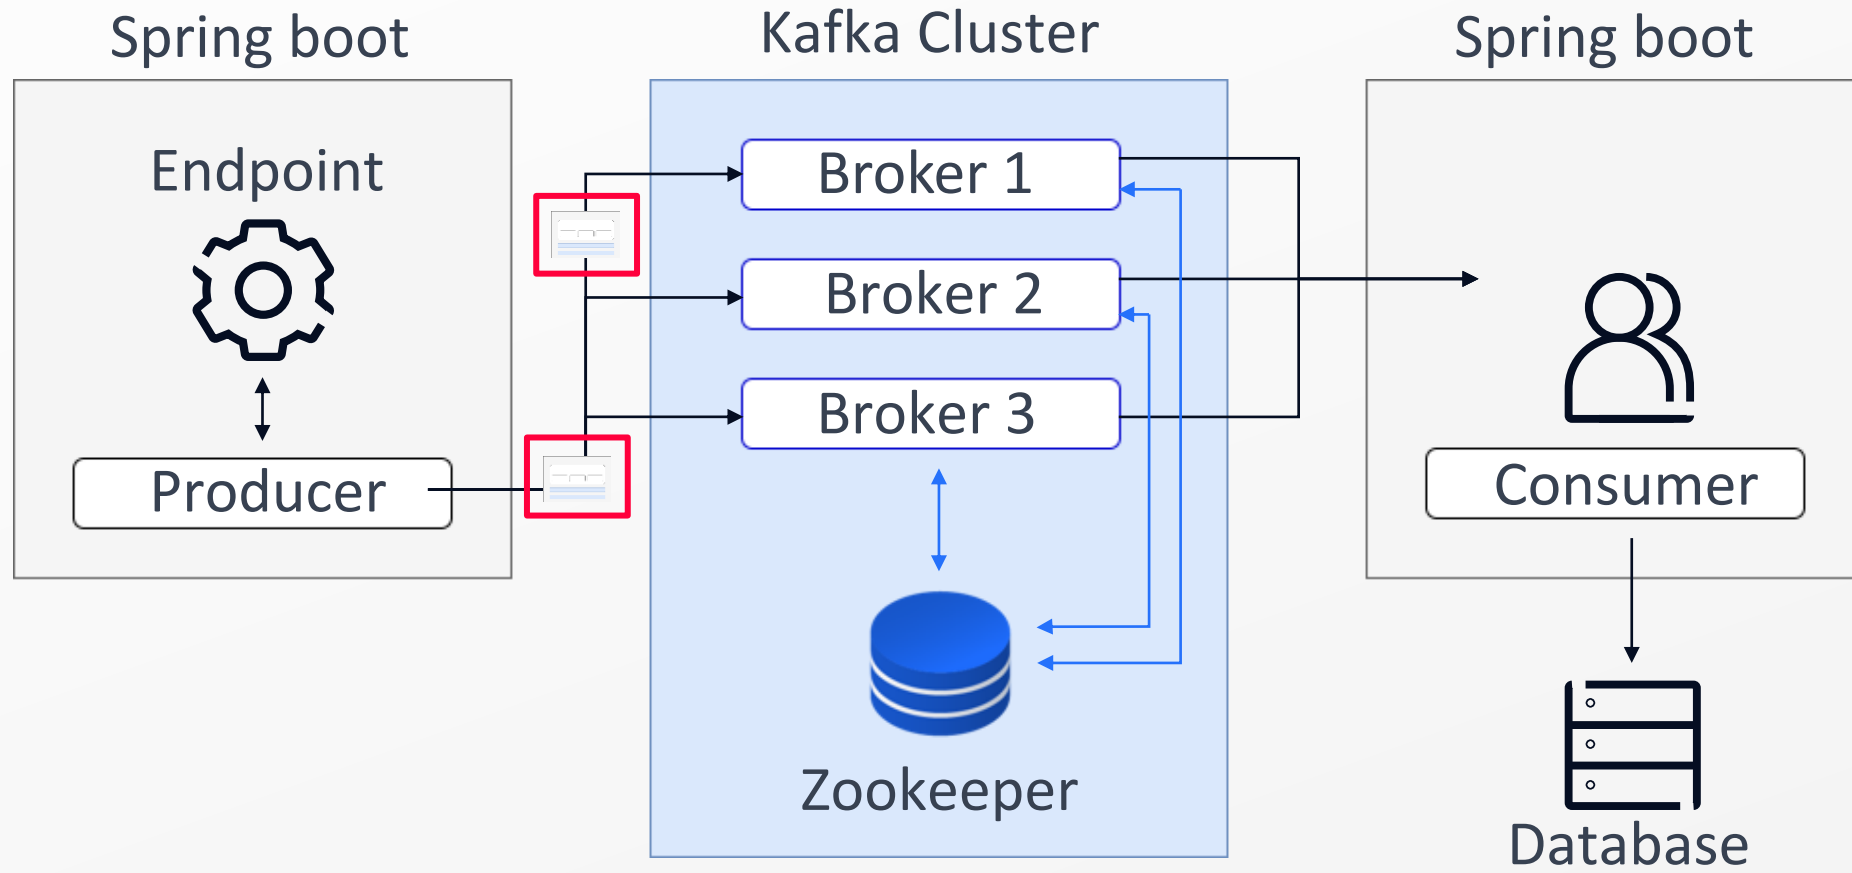 Spring boot
Kafka Cluster
Spring boot
Endpoint
Producer
Broker 1
Broker 2
Broker 3
Zookeeper
Consumer
Database